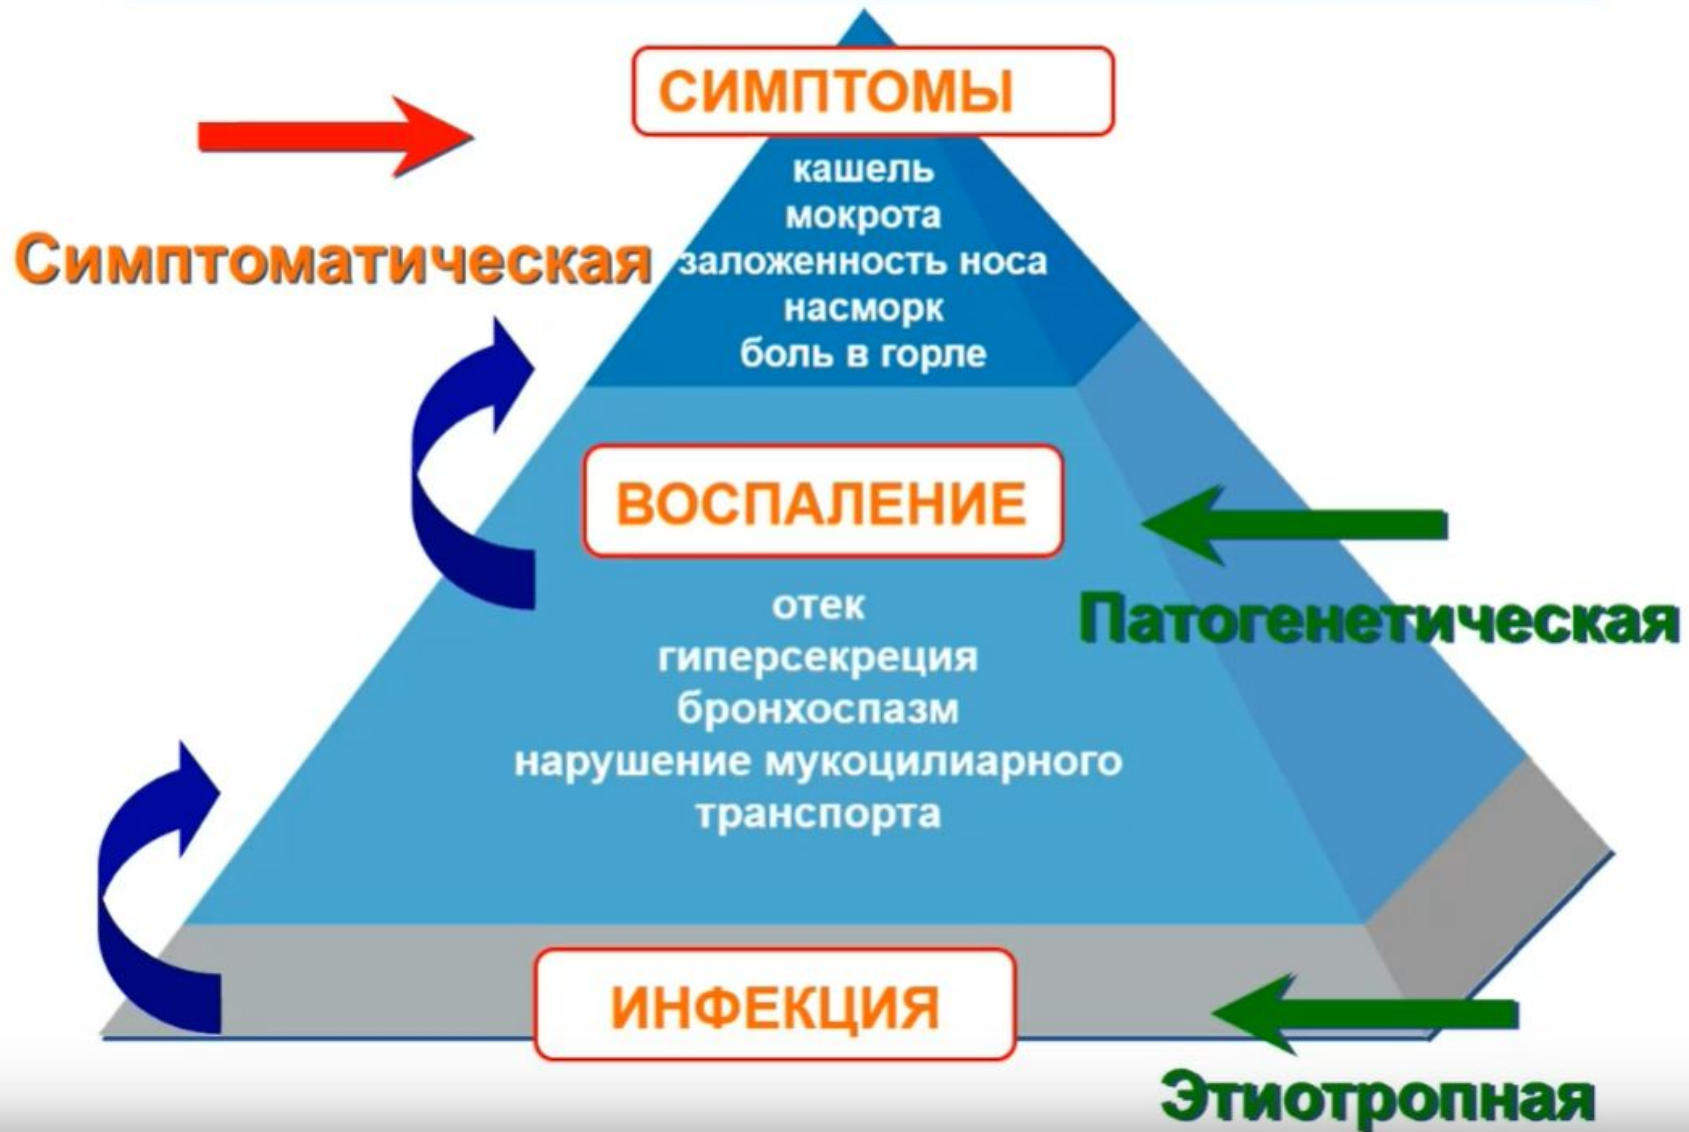 СИМПТОМЫ
кашель
мокрота
Симптоматическая
заложенность носа
насморк
боль в горле
ВОСПАЛЕНИЕ
отек
Патогенетическая
гиперсекреция
бронхоспазм
нарушение мукоцилиарного
транспорта
ИНФЕКЦИЯ
Этиотропная